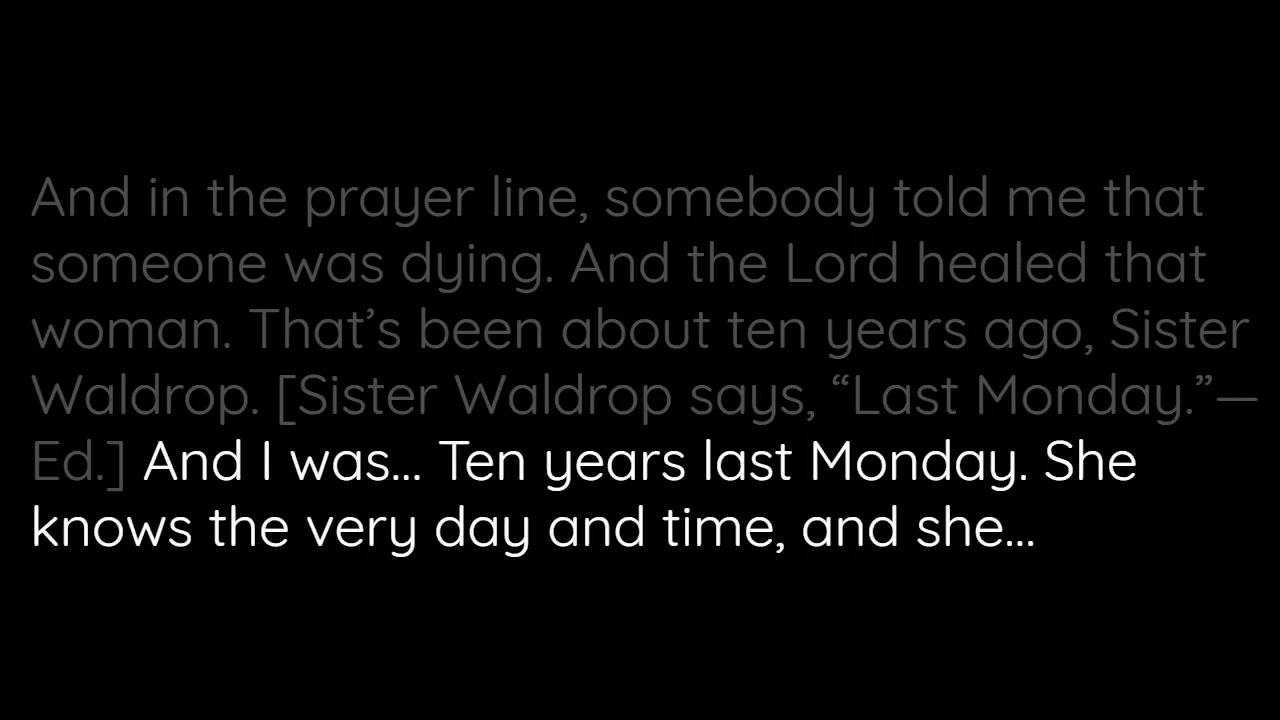 And in the prayer line, somebody told me that
someone was dying. And the Lord healed that
woman. That’s been about ten years ago, Sister
Waldrop. [Sister Waldrop says, “Last Monday.”—
Ed.] And I was... Ten years last Monday. She
knows the very day and time, and she...